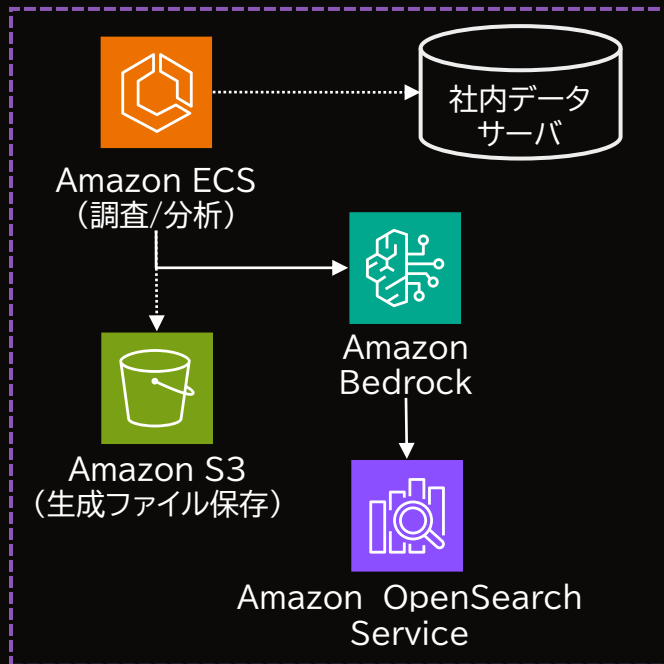 社内データ
サーバ
Amazon ECS
（調査/分析）
Amazon
Bedrock
Amazon S3
（生成ファイル保存）
Amazon OpenSearch
Service